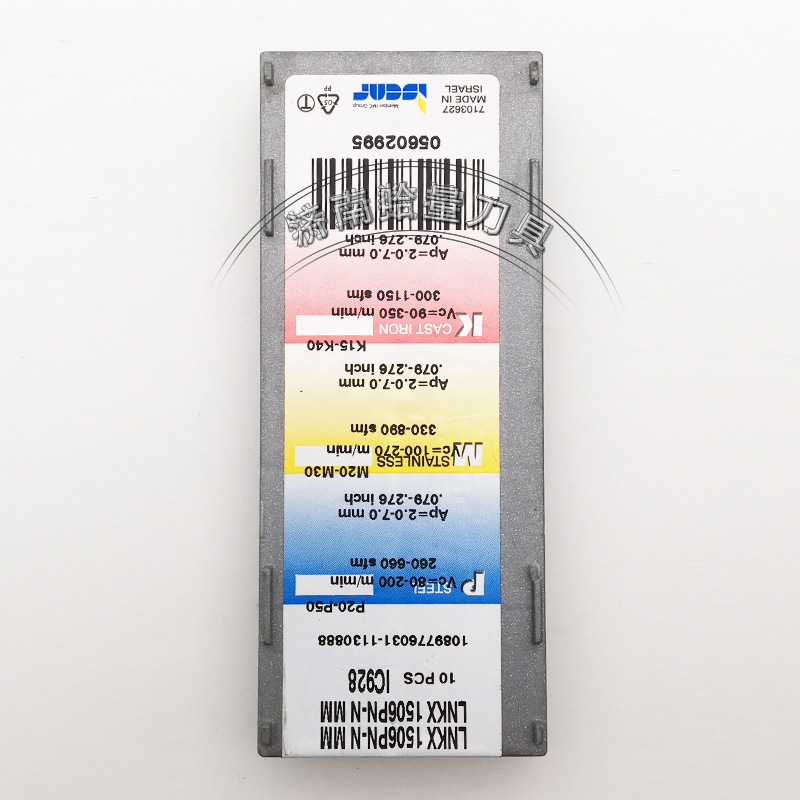 LNKX 1506PN-N MM
LNKX 1506PN-N MM
10 PCS IC928
1089776031-1130888
P20-P50
P STEEL
Vc=80-200 m/min
260-660 sfm
Ap=2.0-7.0 mm
.079-.276 inch
M20-M30
M STAINLESS
Vc=100-270 m/min
330-890 sfm
Ap=2.0-7.0 mm
.079-.276 inch
K15-K40
K CAST IRON
Vc=90-350 m/min
300-1150 sfm
Ap=2.0-7.0 mm
.079-.276 inch
济南哈量刀具
05602995
7103627
MADE IN
ISRAEL
iscar
Member IMC Group
05
PP
T